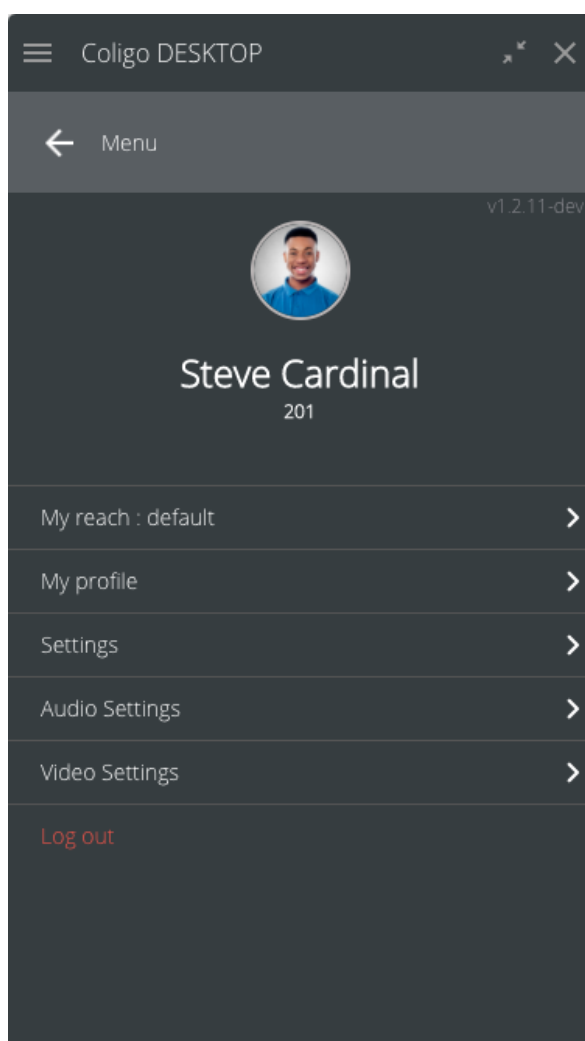 Coligo DESKTOP
Menu
v1.2.11-dev
Steve Cardinal
201
My reach : default
My profile
Settings
Audio Settings
Video Settings
Log out